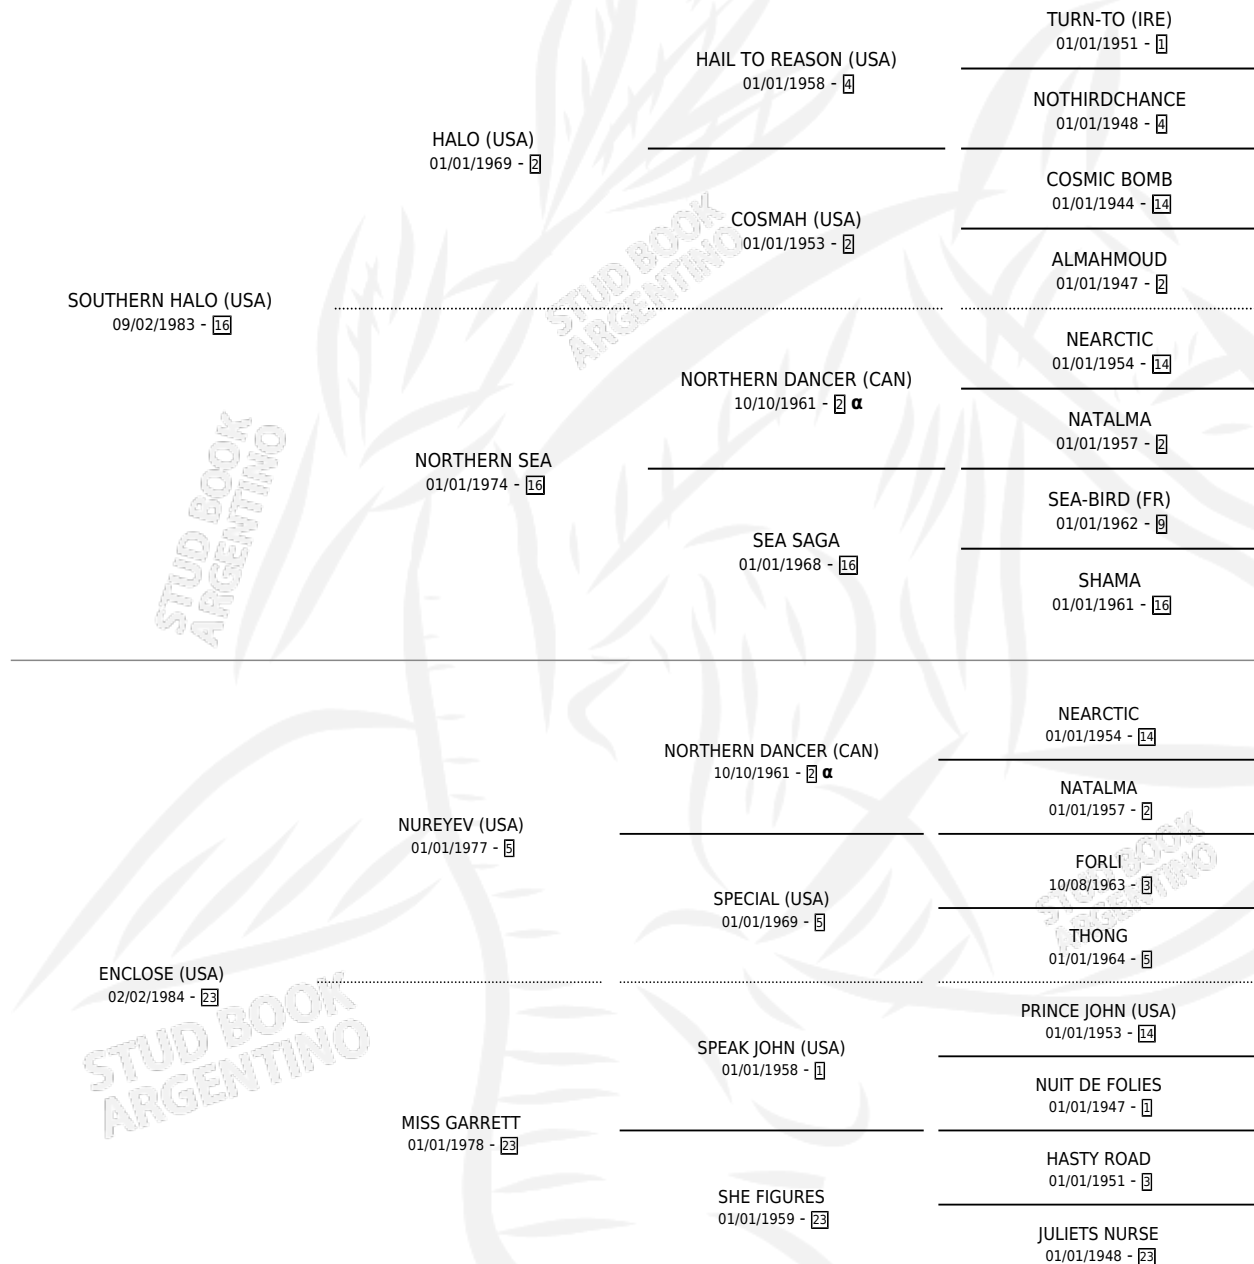 TURN-TO (IRE)
01/01/1951 - 1
HAIL TO REASON (USA)
01/01/1958 - 4
NOTHIRDCHANCE
01/01/1948 - 4
HALO (USA)
01/01/1969 - 2
COSMIC BOMB
01/01/1944 - 14
COSMAH (USA)
01/01/1953 - 2
ALMAHMOUD
01/01/1947 - 2
SOUTHERN HALO (USA)
09/02/1983 - 16
STUD BOOK
ARGENTINO
NEARCTIC
01/01/1954 - 14
NORTHERN DANCER (CAN)
10/10/1961 - 2 α
NATALMA
01/01/1957 - 2
NORTHERN SEA
01/01/1974 - 16
SEA-BIRD (FR)
01/01/1962 - 9
SEA SAGA
01/01/1968 - 16
SHAMA
01/01/1961 - 16
STUD BOOK
ARGENTINO
NEARCTIC
01/01/1954 - 14
NORTHERN DANCER (CAN)
10/10/1961 - 2 α
NATALMA
01/01/1957 - 2
NUREYEV (USA)
01/01/1977 - 5
FORLI
10/08/1963 - 3
SPECIAL (USA)
01/01/1969 - 5
THONG
01/01/1964 - 5
STUD BOOK
ARGENTINO
ENCLOSE (USA)
02/02/1984 - 23
STUD BOOK
ARGENTINO
PRINCE JOHN (USA)
01/01/1953 - 14
SPEAK JOHN (USA)
01/01/1958 - 1
NUIT DE FOLIES
01/01/1947 - 1
MISS GARRETT
01/01/1978 - 23
HASTY ROAD
01/01/1951 - 3
SHE FIGURES
01/01/1959 - 23
JULIETS NURSE
01/01/1948 - 23